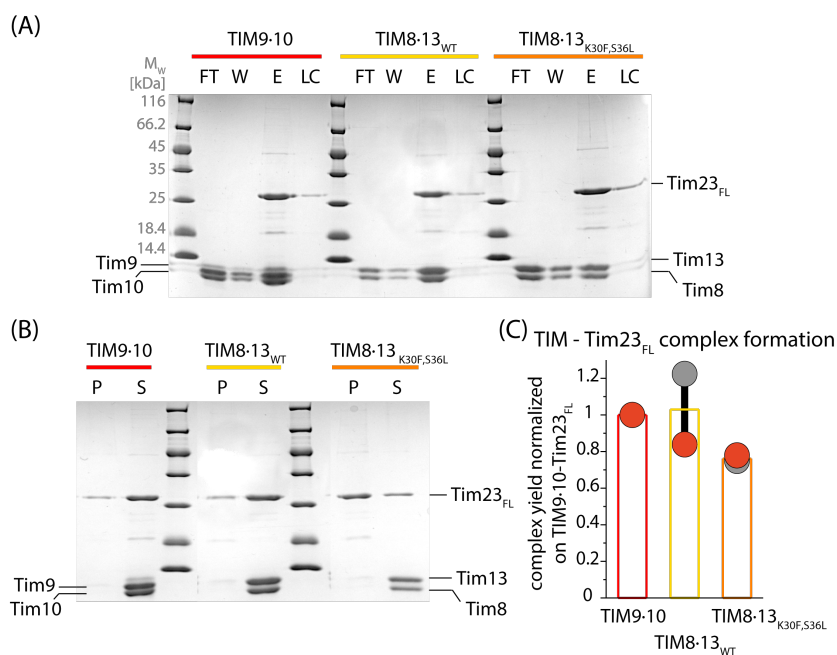 (A)
TIM9·10 TIM8·13WT TIM8·13K30F,S36L
MW
[kDa]
FT W E LC FT W E LC FT W E LC
116
66.2
45
35
25
18.4
14.4
Tim23FL
Tim9
Tim10
Tim13
Tim8
(B)
TIM9·10 TIM8·13WT TIM8·13K30F,S36L
P S P S P S
Tim23FL
Tim9
Tim10
Tim13
Tim8
(C)
TIM - Tim23FL complex formation
complex yield normalized
on TIM9·10-Tim23FL
1.2
1
0.8
0.6
0.4
0.2
0
TIM9·10
TIM8·13WT
TIM8·13K30F,S36L